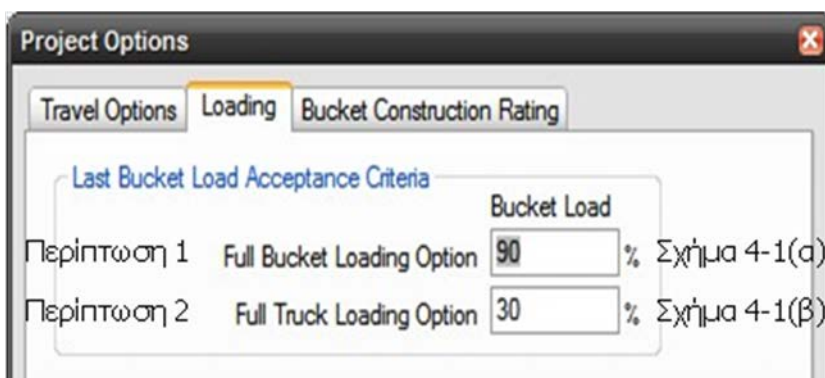 Project Options
Travel Options Loading Bucket Construction Rating
Last Bucket Load Acceptance Criteria
Bucket Load
Περίπτωση 1 Full Bucket Loading Option 90 % Σχήμα 4-1(α)
Περίπτωση 2 Full Truck Loading Option 30 % Σχήμα 4-1(β)